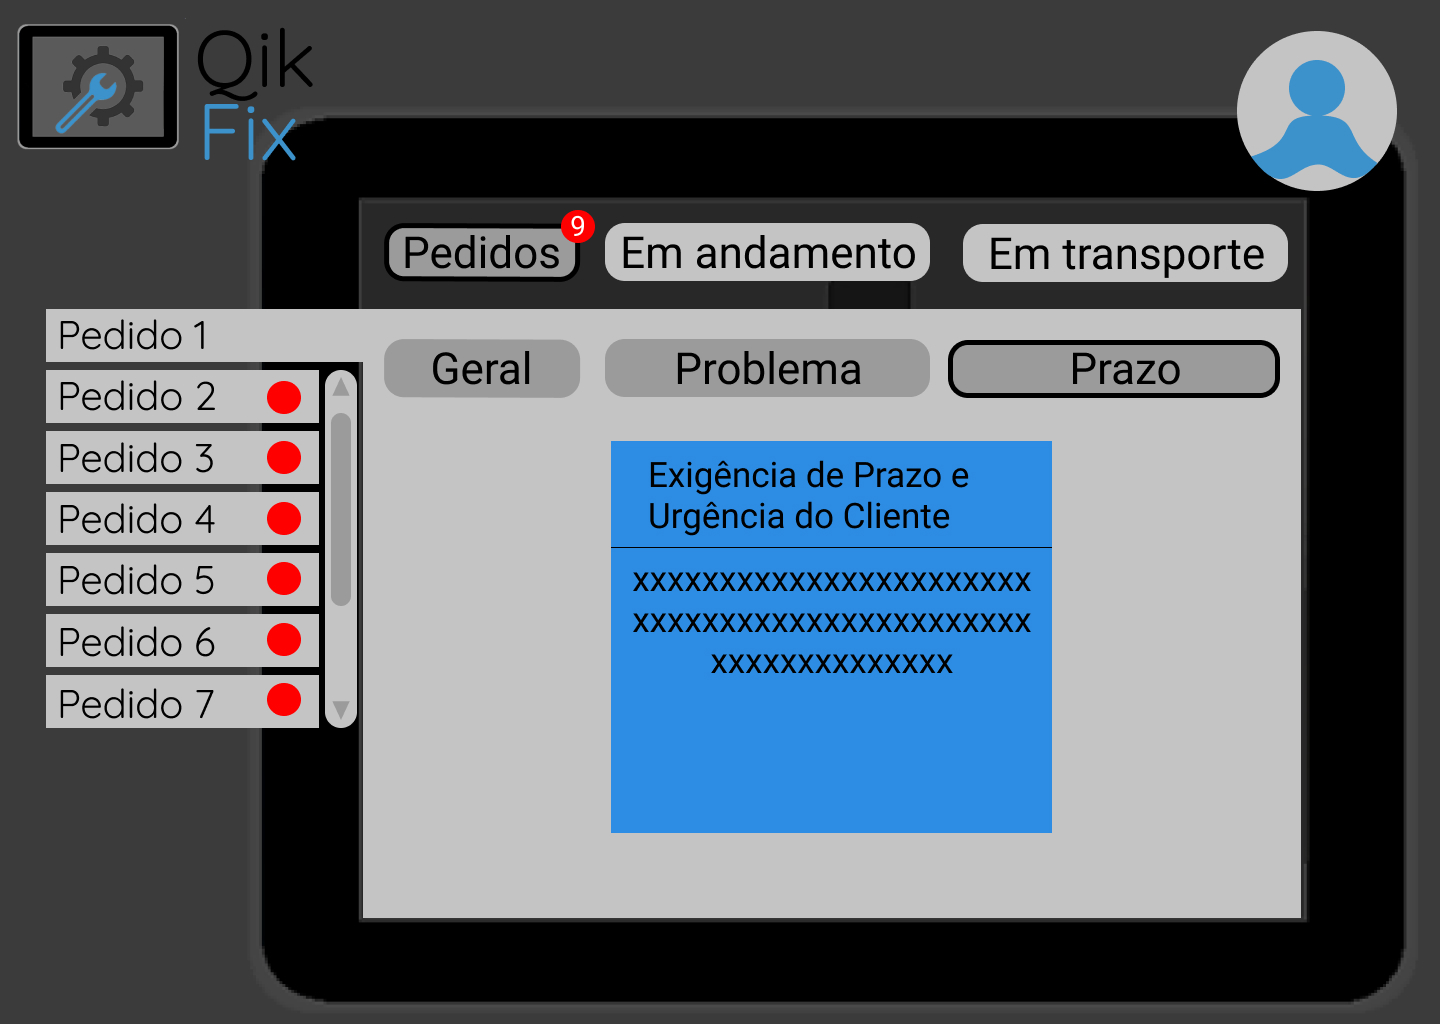 Qik
Fix
Pedidos
9
Em andamento
Em transporte
Pedido 1
Pedido 2
Pedido 3
Pedido 4
Pedido 5
Pedido 6
Pedido 7
Geral
Problema
Prazo
Exigência de Prazo e
Urgência do Cliente
xxxxxxxxxxxxxxxxxxxxxxx
xxxxxxxxxxxxxxxxxxxxxxx
xxxxxxxxxxxxxx